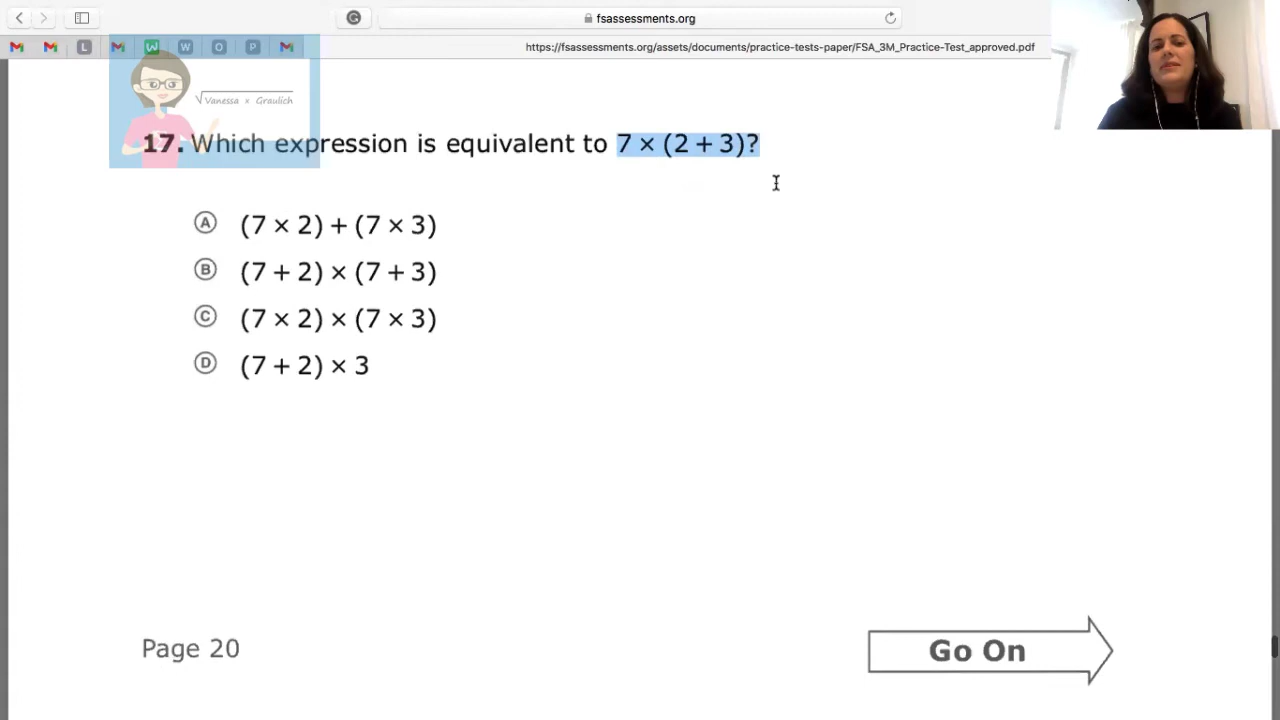 fsassessments.org
L W W O P
https://fsassessments.org/assets/documents/practice-tests-paper/FSA_3M_Practice-Test_approved.pdf
√Vanessa × Graulich
17. Which expression is equivalent to 7 × (2 + 3)?
A (7 × 2) + (7 × 3)
B (7 + 2) × (7 + 3)
C (7 × 2) × (7 × 3)
D (7 + 2) × 3
Page 20
Go On